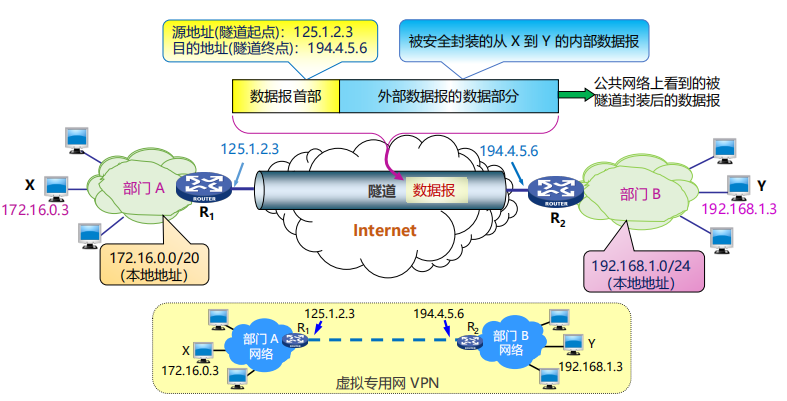 源地址(隧道起点)：125.1.2.3
目的地址(隧道终点)：194.4.5.6
被安全封装的从 X 到 Y 的内部数据报
数据报首部
外部数据报的数据部分
公共网络上看到的被
隧道封装后的数据报
125.1.2.3
194.4.5.6
X
172.16.0.3
部门 A
ROUTER
R1
隧道
数据报
Internet
ROUTER
R2
部门 B
Y
192.168.1.3
172.16.0.0/20
（本地地址）
192.168.1.0/24
（本地地址）
125.1.2.3
194.4.5.6
X
172.16.0.3
部门 A
网络
R1
ROUTER
R2
ROUTER
部门 B
网络
Y
192.168.1.3
虚拟专用网 VPN